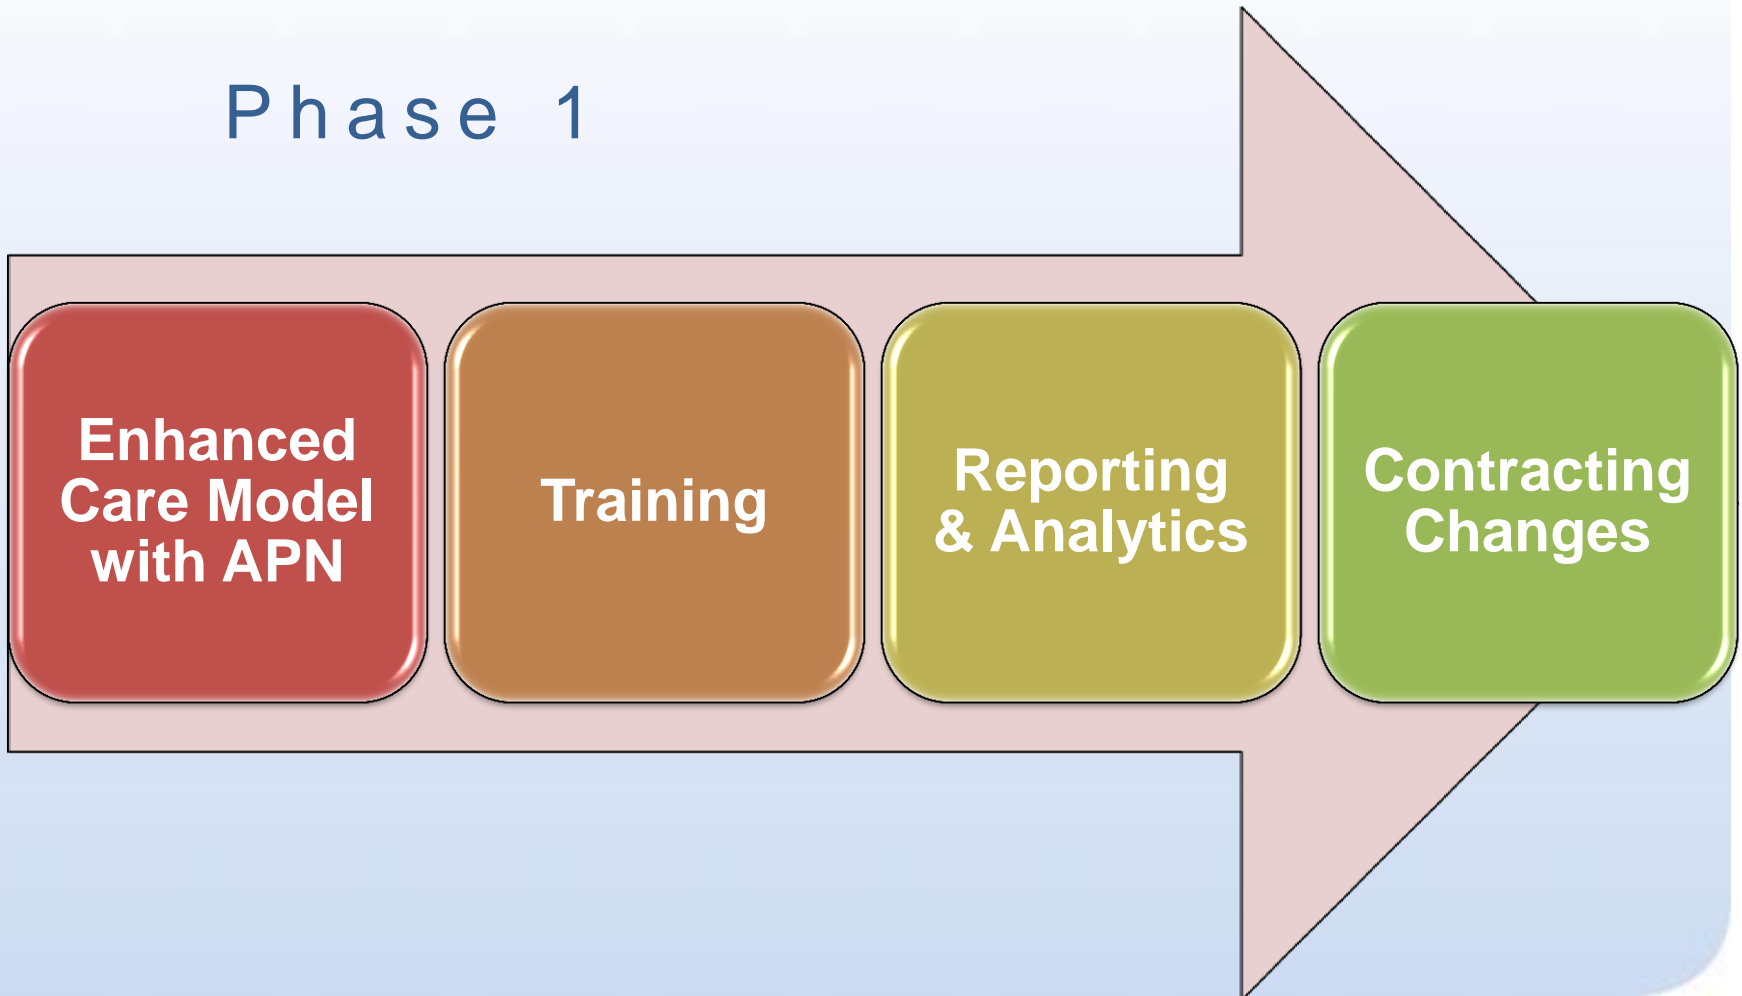 Phase 1
Enhanced
Care Model
with APN
Training
Reporting
& Analytics
Contracting
Changes